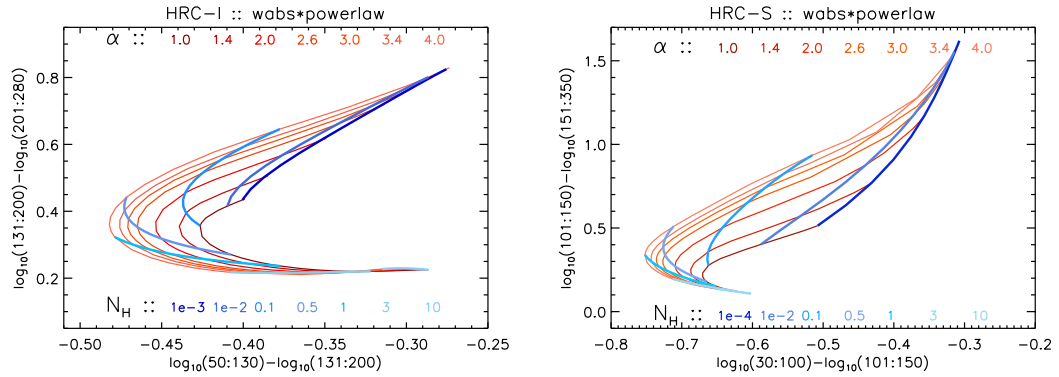 HRC-I :: wabs*powerlaw
α :: 1.0 1.4 2.0 2.6 3.0 3.4 4.0
log10(131:200)−log10(201:280)
0.8
0.6
0.4
0.2
N_H :: 1e-3 1e-2 0.1 0.5 1 3 10
−0.50 −0.45 −0.40 −0.35 −0.30 −0.25
log10(50:130)−log10(131:200)
HRC-S :: wabs*powerlaw
α :: 1.0 1.4 2.0 2.6 3.0 3.4 4.0
log10(101:150)−log10(151:350)
1.5
1.0
0.5
0.0
N_H :: 1e-4 1e-2 0.1 0.5 1 3 10
−0.8 −0.7 −0.6 −0.5 −0.4 −0.3 −0.2
log10(30:100)−log10(101:150)